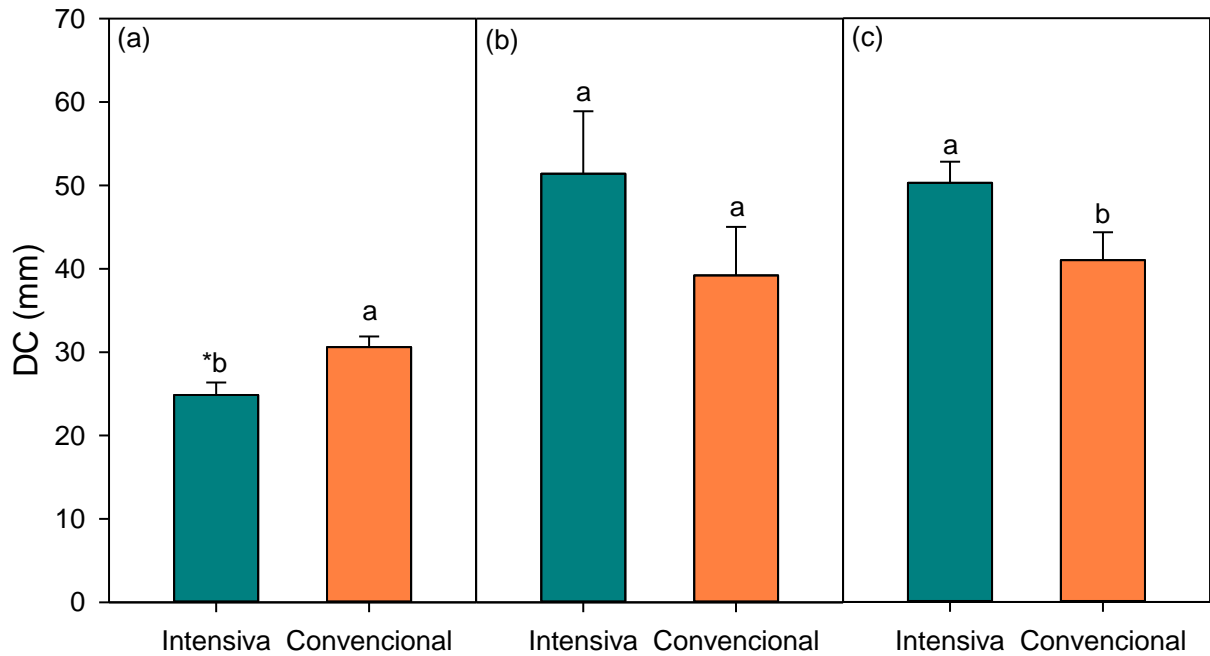 DC (mm)
70
60
50
40
30
20
10
0
(a)
*b
a
(b)
a
a
(c)
a
b
Intensiva Convencional
Intensiva Convencional
Intensiva Convencional